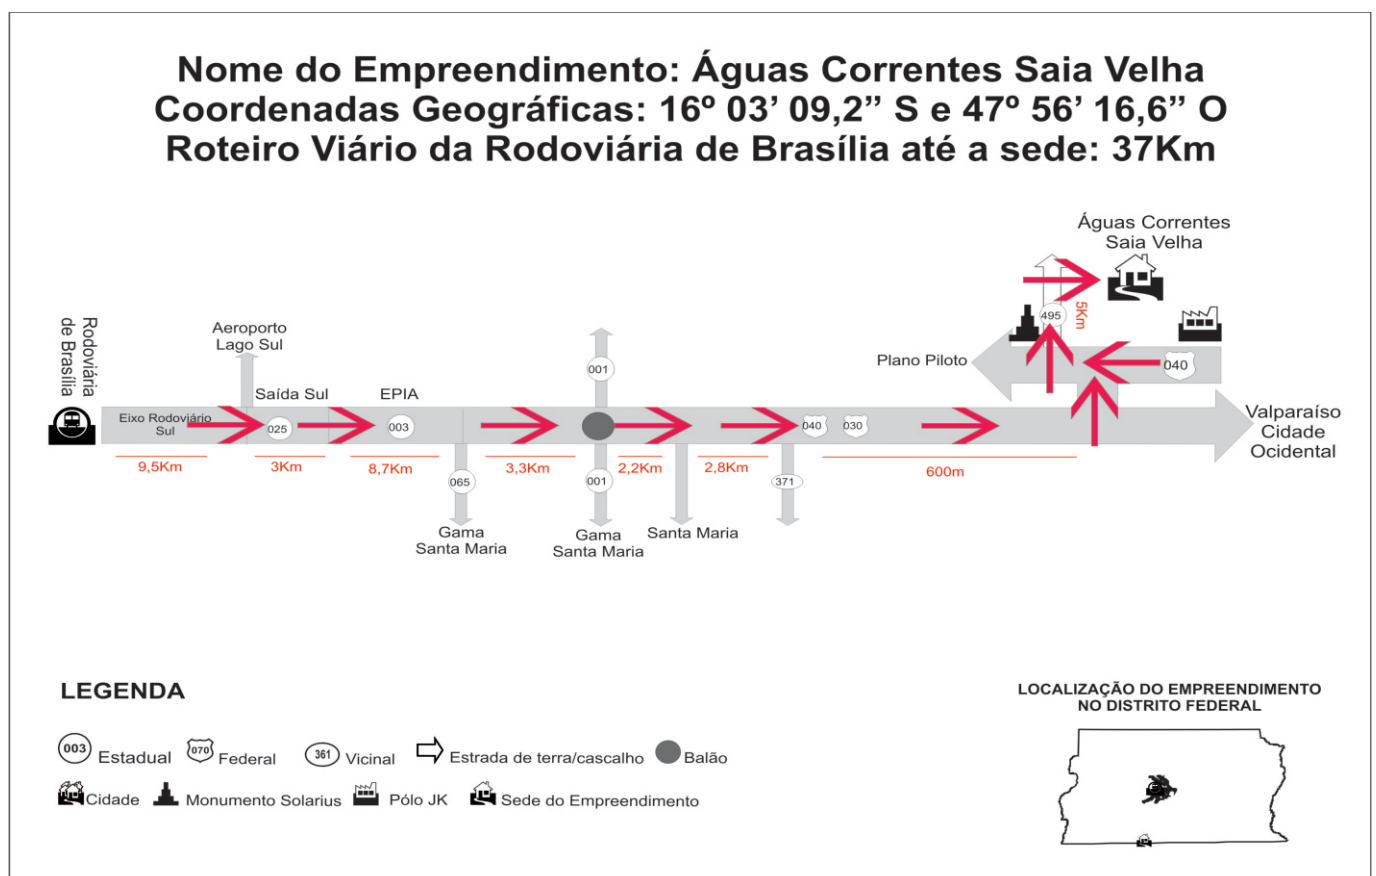 Nome do Empreendimento: Águas Correntes Saia Velha
Coordenadas Geográficas: 16º 03’ 09,2” S e 47º 56’ 16,6” O
Roteiro Viário da Rodoviária de Brasília até a sede: 37Km
Águas Correntes
Saia Velha
495
5Km
Plano Piloto
040
Rodoviária
de Brasília
Aeroporto
Lago Sul
Saída Sul
EPIA
001
Eixo Rodoviário
Sul
025
003
040
030
Valparaíso
Cidade
Ocidental
9,5Km
3Km
8,7Km
3,3Km
2,2Km
2,8Km
600m
065
001
371
Gama
Santa Maria
Gama
Santa Maria
Santa Maria
LEGENDA
003 Estadual
070 Federal
361 Vicinal
Estrada de terra/cascalho
Balão
Cidade
Monumento Solarius
Pólo JK
Sede do Empreendimento
LOCALIZAÇÃO DO EMPREENDIMENTO
NO DISTRITO FEDERAL